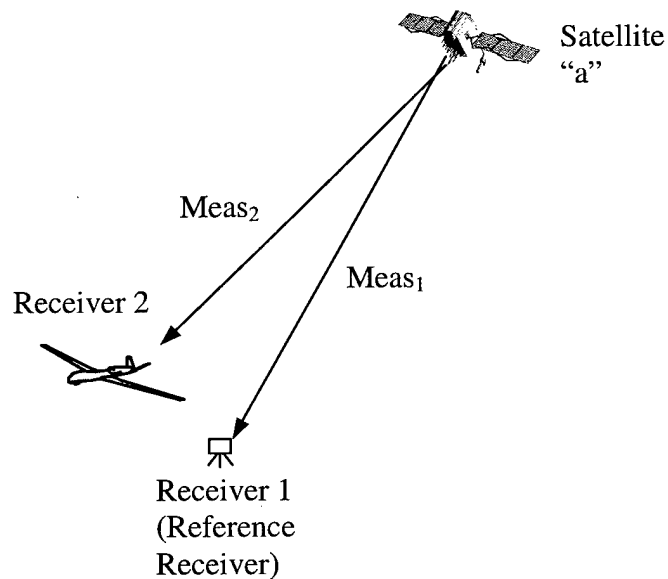 Satellite
“a”
Meas₂
Meas₁
Receiver 2
Receiver 1
(Reference
Receiver)